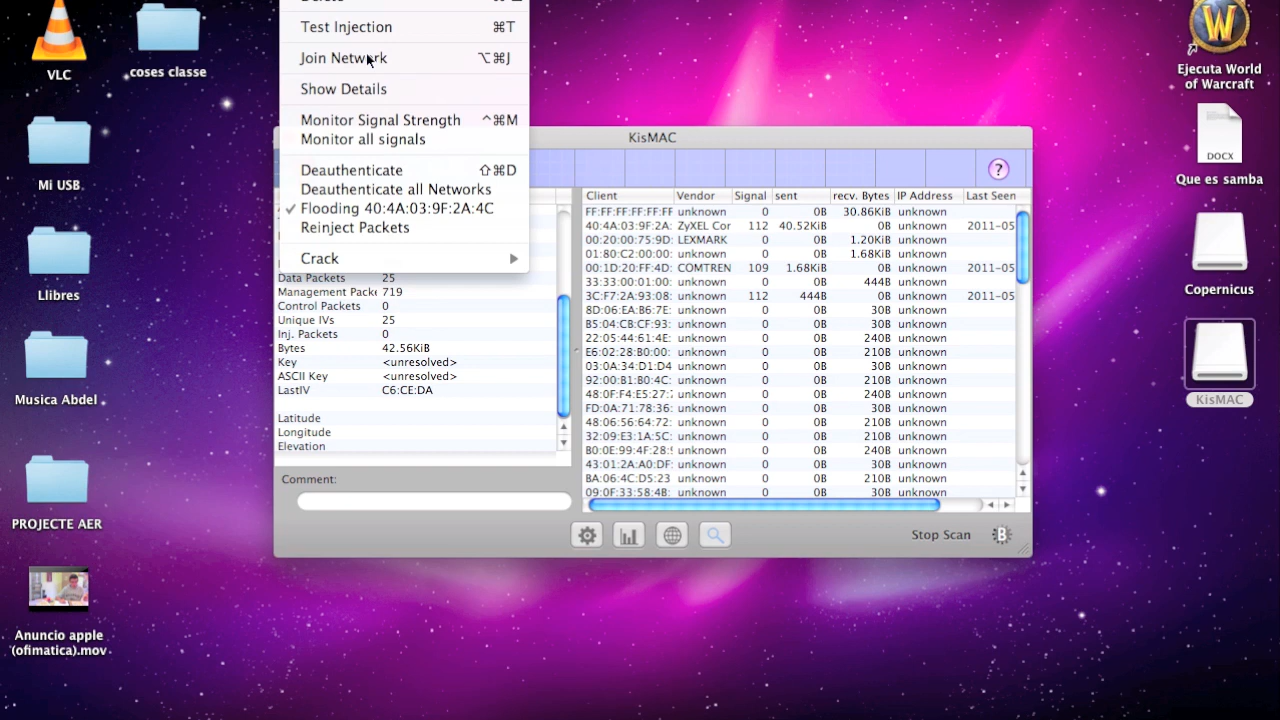 Delete
Test Injection ⌘T
Join Network ⌥⌘J
Show Details
Monitor Signal Strength ^⌘M
Monitor all signals
Deauthenticate ⇧⌘D
Deauthenticate all Networks
✓ Flooding 40:4A:03:9F:2A:4C
Reinject Packets
Crack
VLC
coses classe
Mi USB
Llibres
Musica Abdel
PROJECTE AER
Anuncio apple
(ofimatica).mov
KisMAC
?
Data Packets 25
Management Packe 719
Control Packets 0
Unique IVs 25
Inj. Packets 0
Bytes 42.56KiB
Key <unresolved>
ASCII Key <unresolved>
LastIV C6:CE:DA
Latitude
Longitude
Elevation
Comment:
Client Vendor Signal sent recv. Bytes IP Address Last Seen
FF:FF:FF:FF:FF:FF unknown 0 0B 30.86KiB unknown
40:4A:03:9F:2A: ZyXEL Cor 112 40.52KiB 0B unknown 2011-05
00:20:00:75:9D: LEXMARK 0 0B 1.20KiB unknown
01:80:C2:00:00: unknown 0 0B 1.68KiB unknown
00:1D:20:FF:4D: COMTREN 109 1.68KiB 0B unknown 2011-05
33:33:00:01:00: unknown 0 0B 444B unknown
3C:F7:2A:93:08: unknown 112 444B 0B unknown 2011-05
8D:06:EA:B6:7E: unknown 0 0B 30B unknown
B5:04:CB:CF:93: unknown 0 0B 30B unknown
22:05:44:61:4E: unknown 0 0B 240B unknown
E6:02:28:B0:00: unknown 0 0B 210B unknown
03:0A:34:D1:D4 unknown 0 0B 30B unknown
92:00:B1:B0:4C: unknown 0 0B 210B unknown
48:0F:F4:E5:27: unknown 0 0B 240B unknown
FD:0A:71:78:36: unknown 0 0B 30B unknown
48:06:56:64:72: unknown 0 0B 210B unknown
32:09:E3:1A:5C: unknown 0 0B 210B unknown
B0:0E:99:4F:28: unknown 0 0B 240B unknown
43:01:2A:A0:DF: unknown 0 0B 30B unknown
BA:06:4C:D5:23 unknown 0 0B 210B unknown
09:0F:33:58:4B: unknown 0 0B 30B unknown
Stop Scan
Ejecuta World
of Warcraft
DOCX
Que es samba
Copernicus
KisMAC